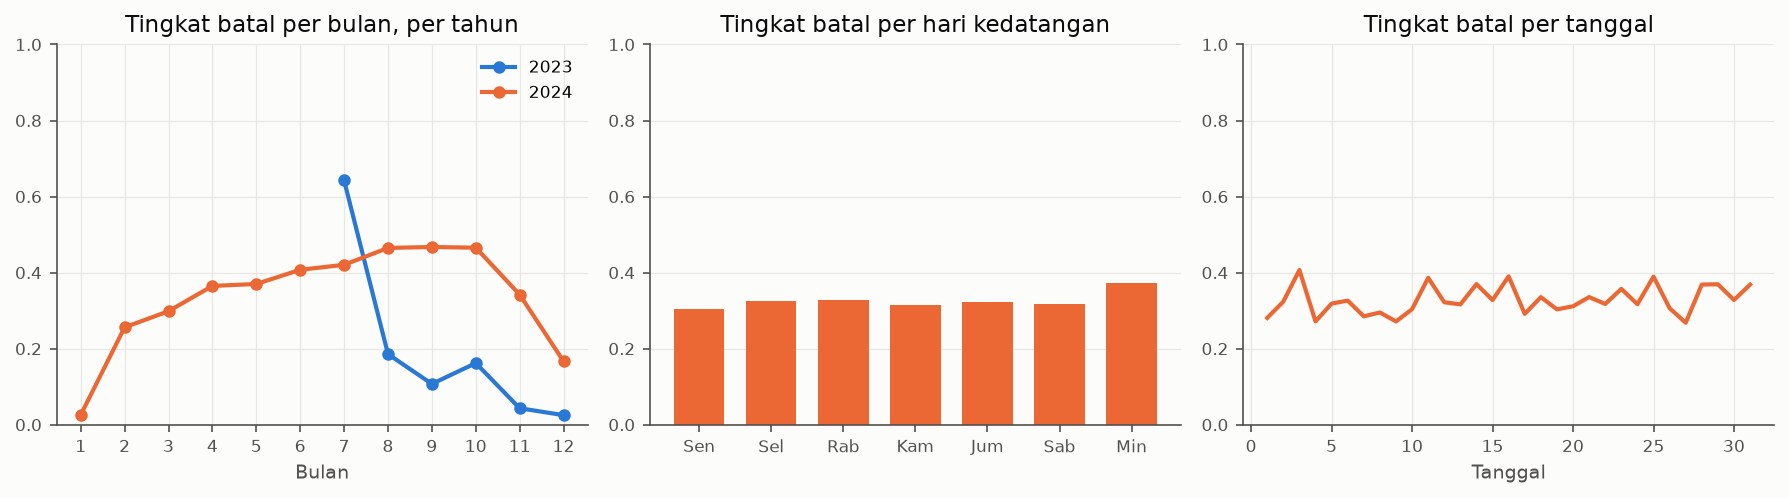 Tingkat batal per bulan, per tahun
1.0
0.8
0.6
0.4
0.2
0.0
2023
2024
1 2 3 4 5 6 7 8 9 10 11 12
Bulan
Tingkat batal per hari kedatangan
1.0
0.8
0.6
0.4
0.2
0.0
Sen Sel Rab Kam Jum Sab Min
Tingkat batal per tanggal
1.0
0.8
0.6
0.4
0.2
0.0
0 5 10 15 20 25 30
Tanggal